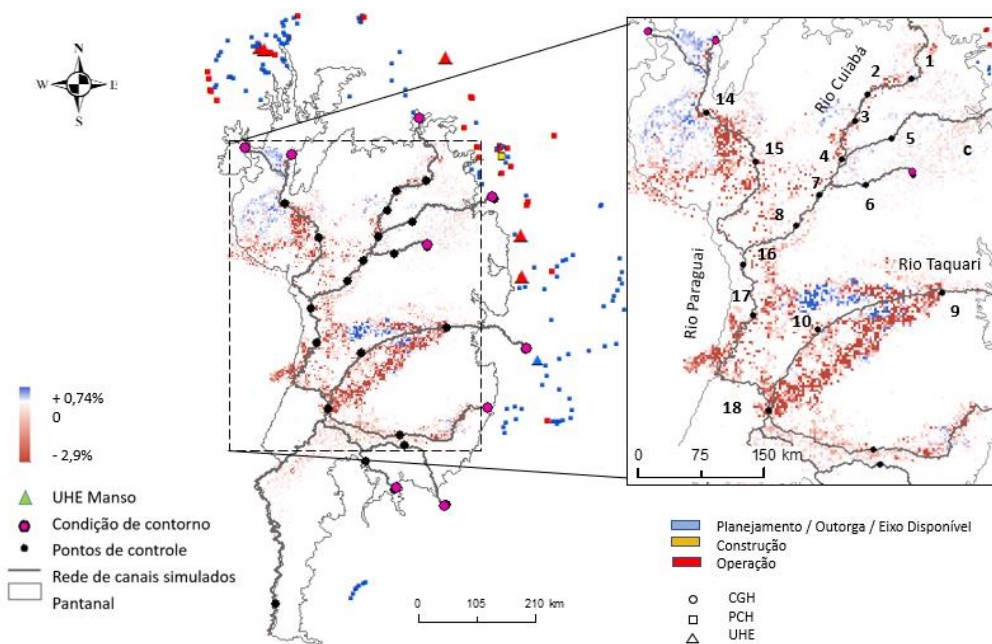 N
W E
S
Rio Cuiabá
1
2
3
14
15
4
5
c
7
6
8
16
Rio Taquari
Rio Paraguai
17
10
9
18
0 75 150 km
+ 0,74%
0
- 2,9%
UHE Manso
Condição de contorno
Pontos de controle
Rede de canais simulados
Pantanal
0 105 210 km
Planejamento / Outorga / Eixo Disponível
Construção
Operação
CGH
PCH
UHE